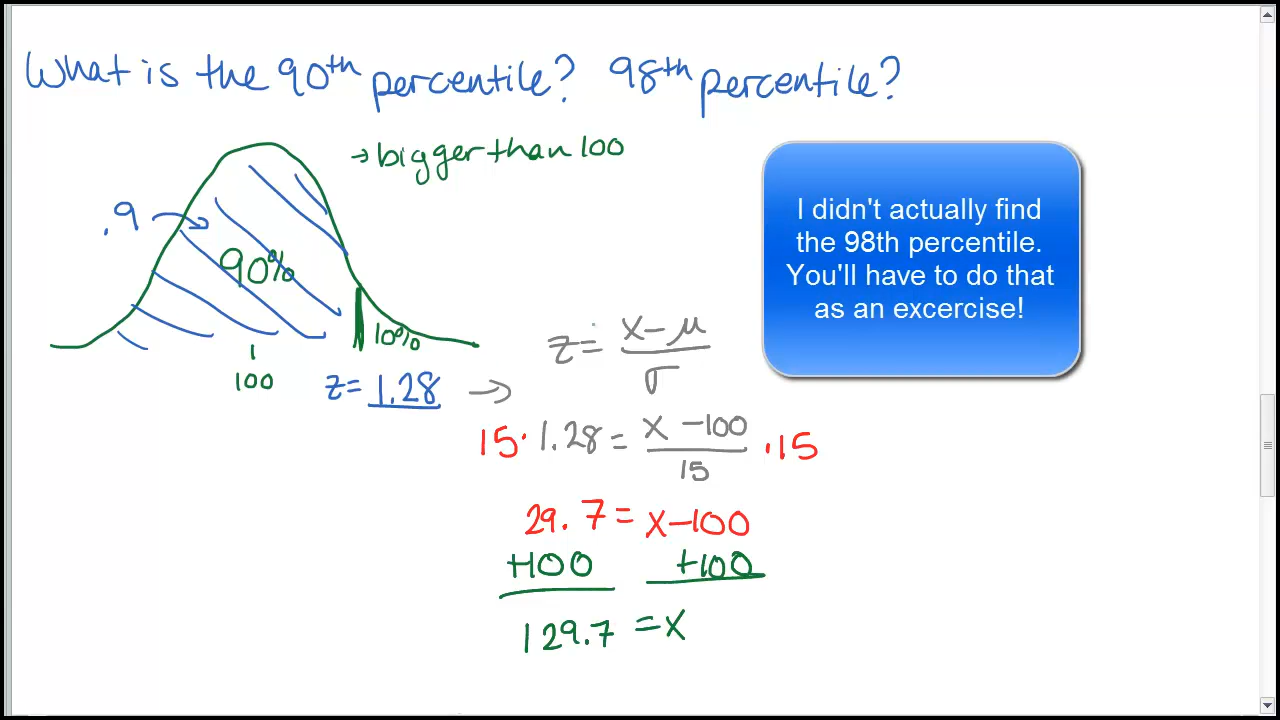 What is the 90th percentile? 98th percentile?
→ bigger than 100
I didn't actually find
the 98th percentile.
You'll have to do that
as an excercise!
.9
90%
10%
100
z = 1.28 →
z = x - μ / σ
15 · 1.28 = x - 100 / 15 · 15
29.7 = x - 100
+100 +100
129.7 = x